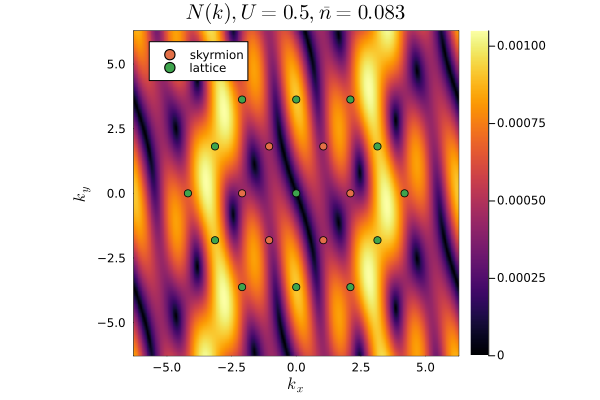 N(k), U = 0.5, n̄ = 0.083
skyrmion
lattice
5.0
2.5
0.0
−2.5
−5.0
k_y
−5.0 −2.5 0.0 2.5 5.0
k_x
0.00100
0.00075
0.00050
0.00025
0